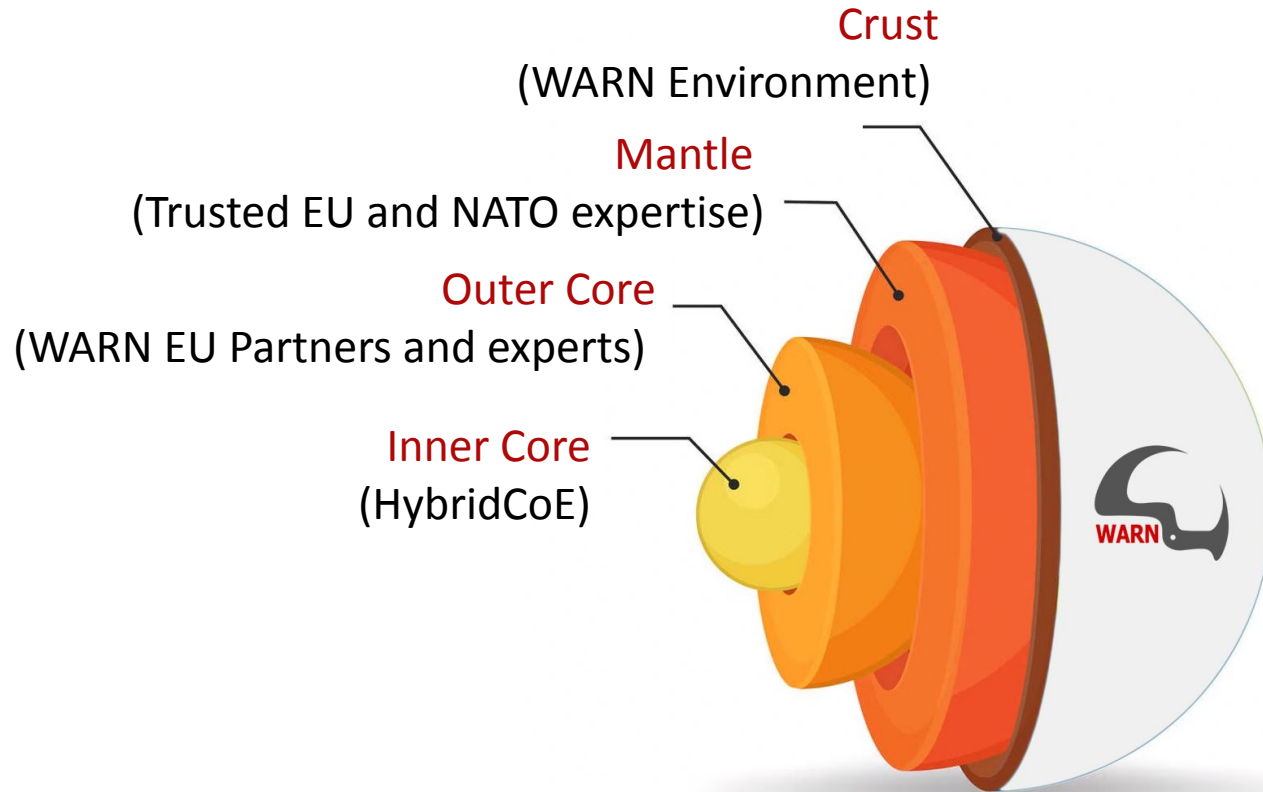 Crust
(WARN Environment)
Mantle
(Trusted EU and NATO expertise)
Outer Core
(WARN EU Partners and experts)
Inner Core
(HybridCoE)
WARN